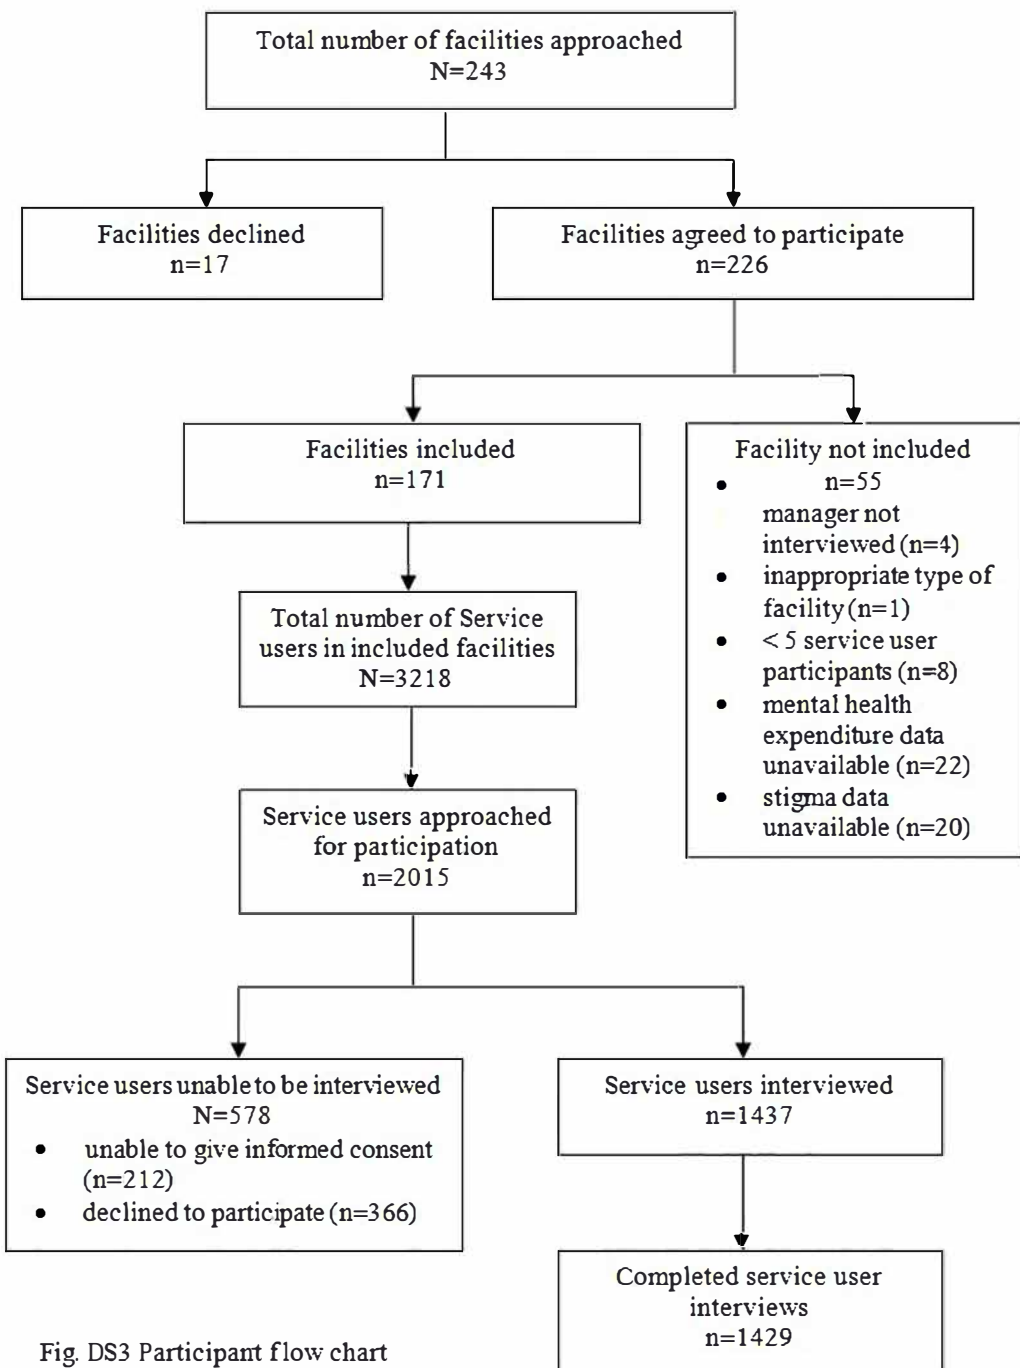 Total number of facilities approached
N=243
Facilities declined
n=17
Facilities agreed to participate
n=226
Facilities included
n=171
Facility not included
n=55
• manager not
interviewed (n=4)
• inappropriate type of
facility (n=1)
• < 5 service user
participants (n=8)
• mental health
expenditure data
unavailable (n=22)
• stigma data
unavailable (n=20)
Total number of Service
users in included facilities
N=3218
Service users approached
for participation
n=2015
Service users unable to be interviewed
N=578
• unable to give informed consent
(n=212)
• declined to participate (n=366)
Service users interviewed
n=1437
Completed service user
interviews
n=1429
Fig. DS3 Participant flow chart